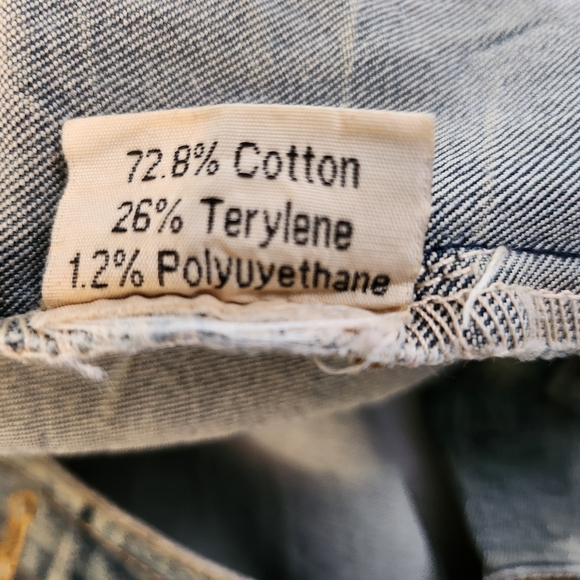 72.8% Cotton
26% Terylene
1.2% Polyuyethane